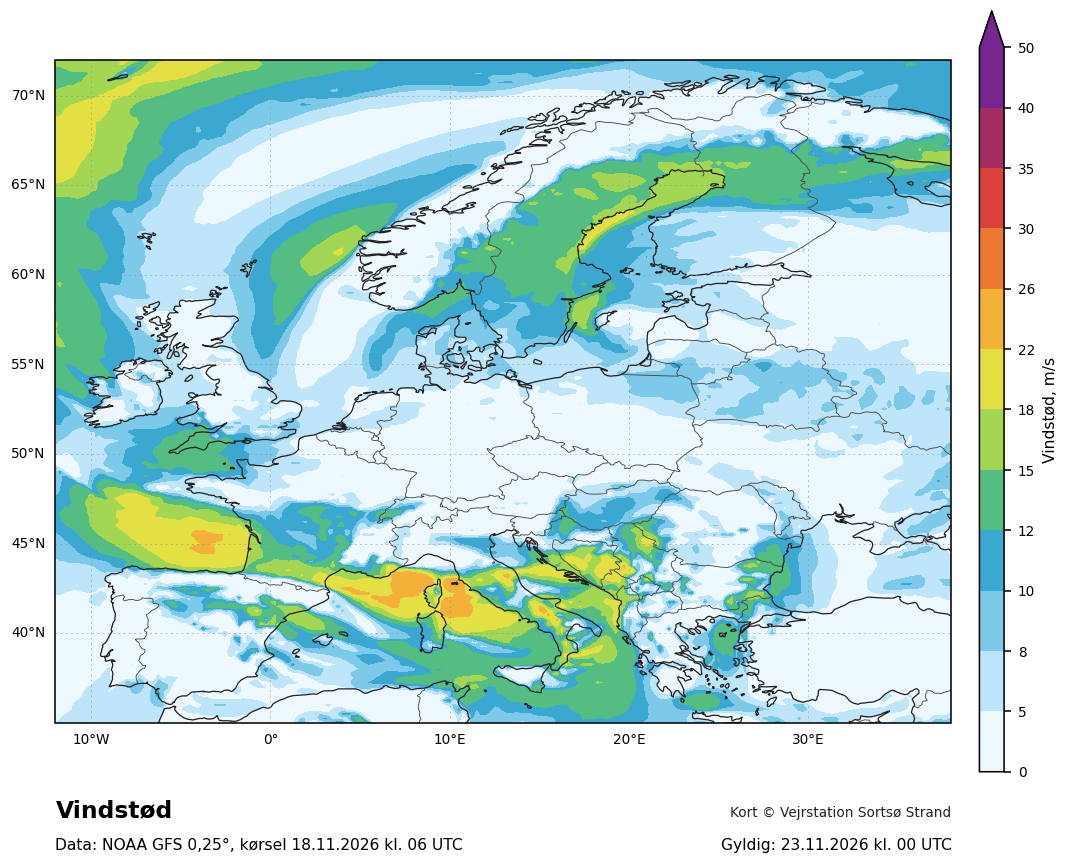 50
40
35
30
26
22
18
15
12
10
8
5
0
Vindstød, m/s
70°N
65°N
60°N
55°N
50°N
45°N
40°N
10°W
0°
10°E
20°E
30°E
Vindstød
Kort © Vejrstation Sortsø Strand
Data: NOAA GFS 0,25°, kørsel 18.11.2026 kl. 06 UTC
Gyldig: 23.11.2026 kl. 00 UTC